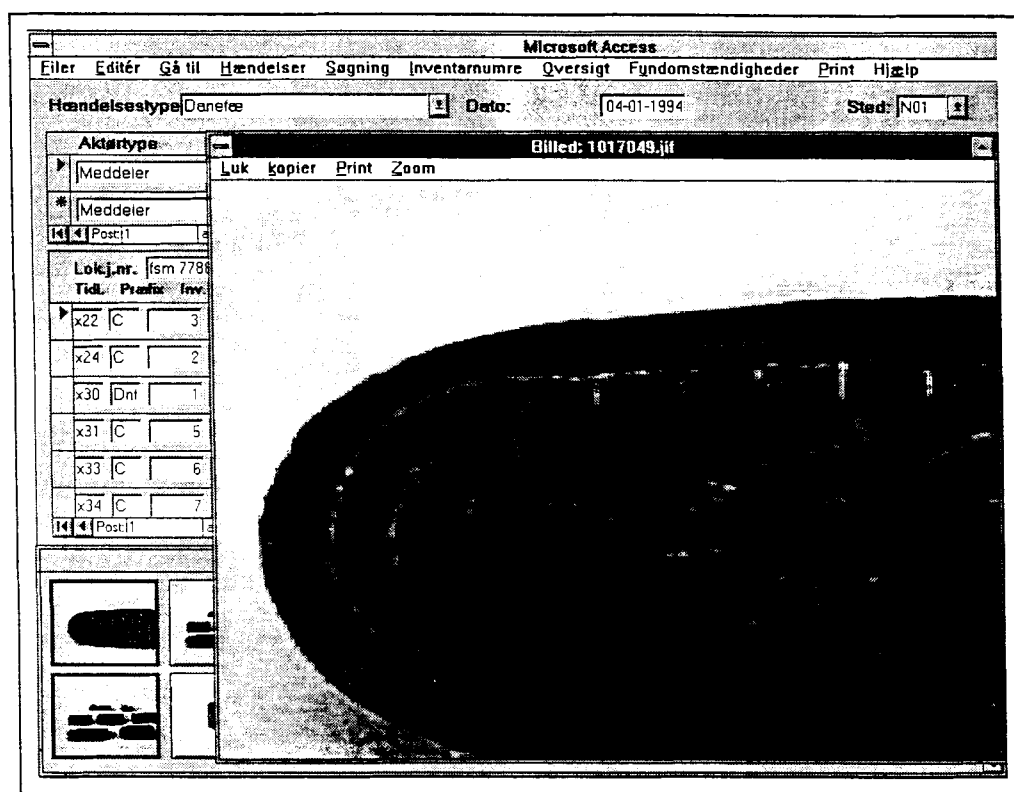 Microsoft Access
Filer Editér Gå til Hændelser Søgning Inventarnumre Oversigt Fundomstændigheder Print Hjælp
Hændelsestype Danefæ Dato: 04-01-1994 Sted: N01
Aktørtype
Billed: 1017049.jif
Luk kopier Print Zoom
Meddeler
Meddeler
Post: 1
Lok.j.nr. fsm 7786
Tidl. Præfix Inv.
x22 C 3
x24 C 2
x30 Dnf 1
x31 C 5
x33 C 6
x34 C 7
Post: 1